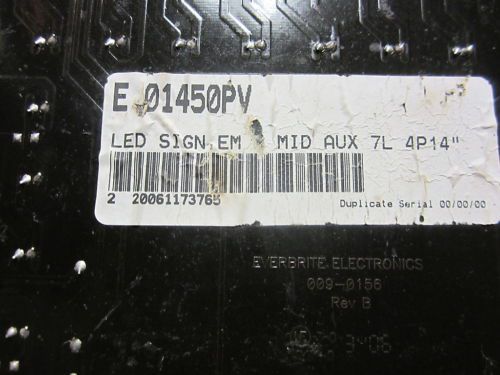 E 01450PV
LED SIGN EM MID AUX 7L 4P14"
2 20061173765
Duplicate Serial 00/00/00
EVERBRITE ELECTRONICS
009-0156
Rev B